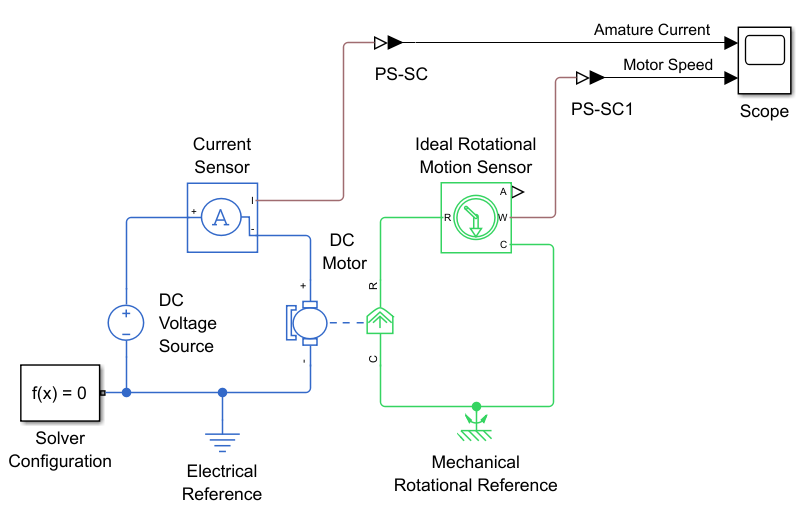 Amature Current
Motor Speed
PS-SC
PS-SC1
Scope
Current
Sensor
Ideal Rotational
Motion Sensor
+
A
I
-
R
A
W
C
DC
Motor
+
R
DC
Voltage
Source
+
-
C
-
f(x) = 0
Solver
Configuration
Electrical
Reference
Mechanical
Rotational Reference